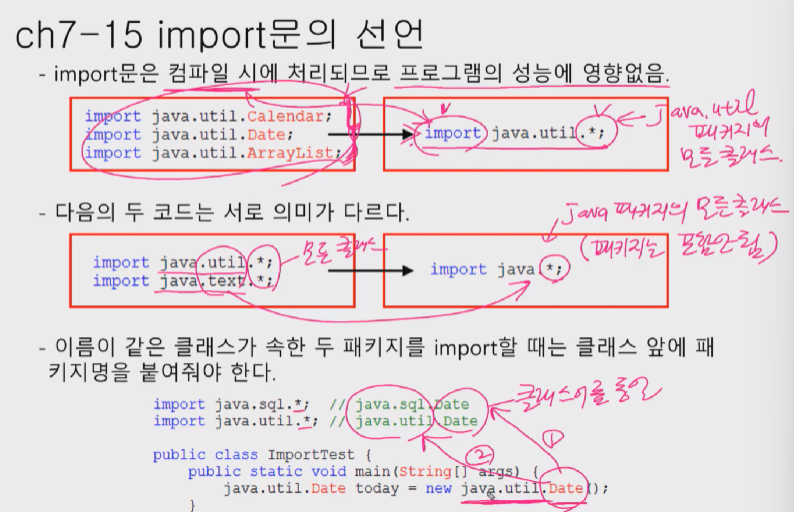 ch7-15 import문의 선언
- import문은 컴파일 시에 처리되므로 프로그램의 성능에 영향없음.
import java.util.Calendar;
import java.util.Date;
import java.util.ArrayList;
import java.util.*;
java.util
패키지의
모든클래스.
- 다음의 두 코드는 서로 의미가 다르다.
java 패키지의 모든클래스
(패키지는 포함안됨)
import java.util.*;
import java.text.*;
모든 클래스
import java.*;
- 이름이 같은 클래스가 속한 두 패키지를 import할 때는 클래스 앞에 패
키지명을 붙여줘야 한다.
import java.sql.*; // java.sql.Date
import java.util.*; // java.util.Date
클래스이름 동일
①
②
public class ImportTest {
public static void main(String[] args) {
java.util.Date today = new java.util.Date();
}